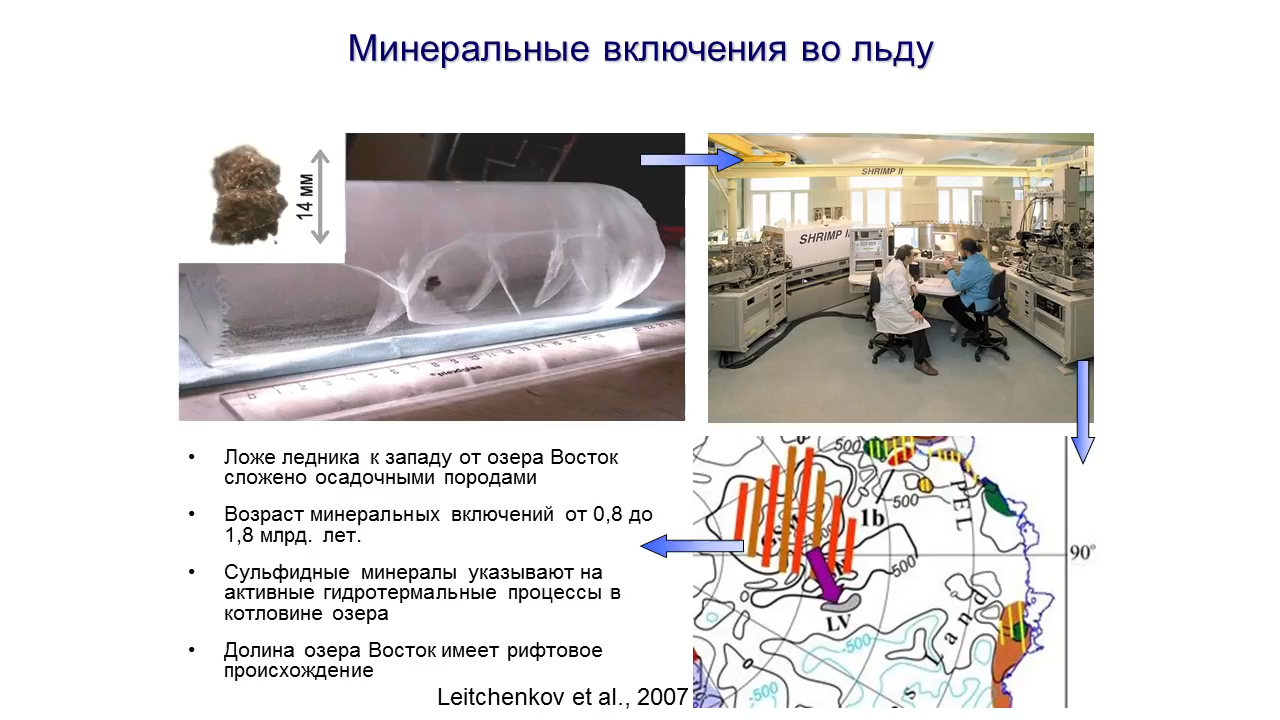 Минеральные включения во льду
14 мм
plexiglas
SHRIMP II
SHRIMP II
• Ложе ледника к западу от озера Восток
сложено осадочными породами
• Возраст минеральных включений от 0,8 до
1,8 млрд. лет.
• Сульфидные минералы указывают на
активные гидротермальные процессы в
котловине озера
• Долина озера Восток имеет рифтовое
происхождение
Leitchenkov et al., 2007
500
500
PEL
1b
90°
500
LV
-500
Land
0
-500
s